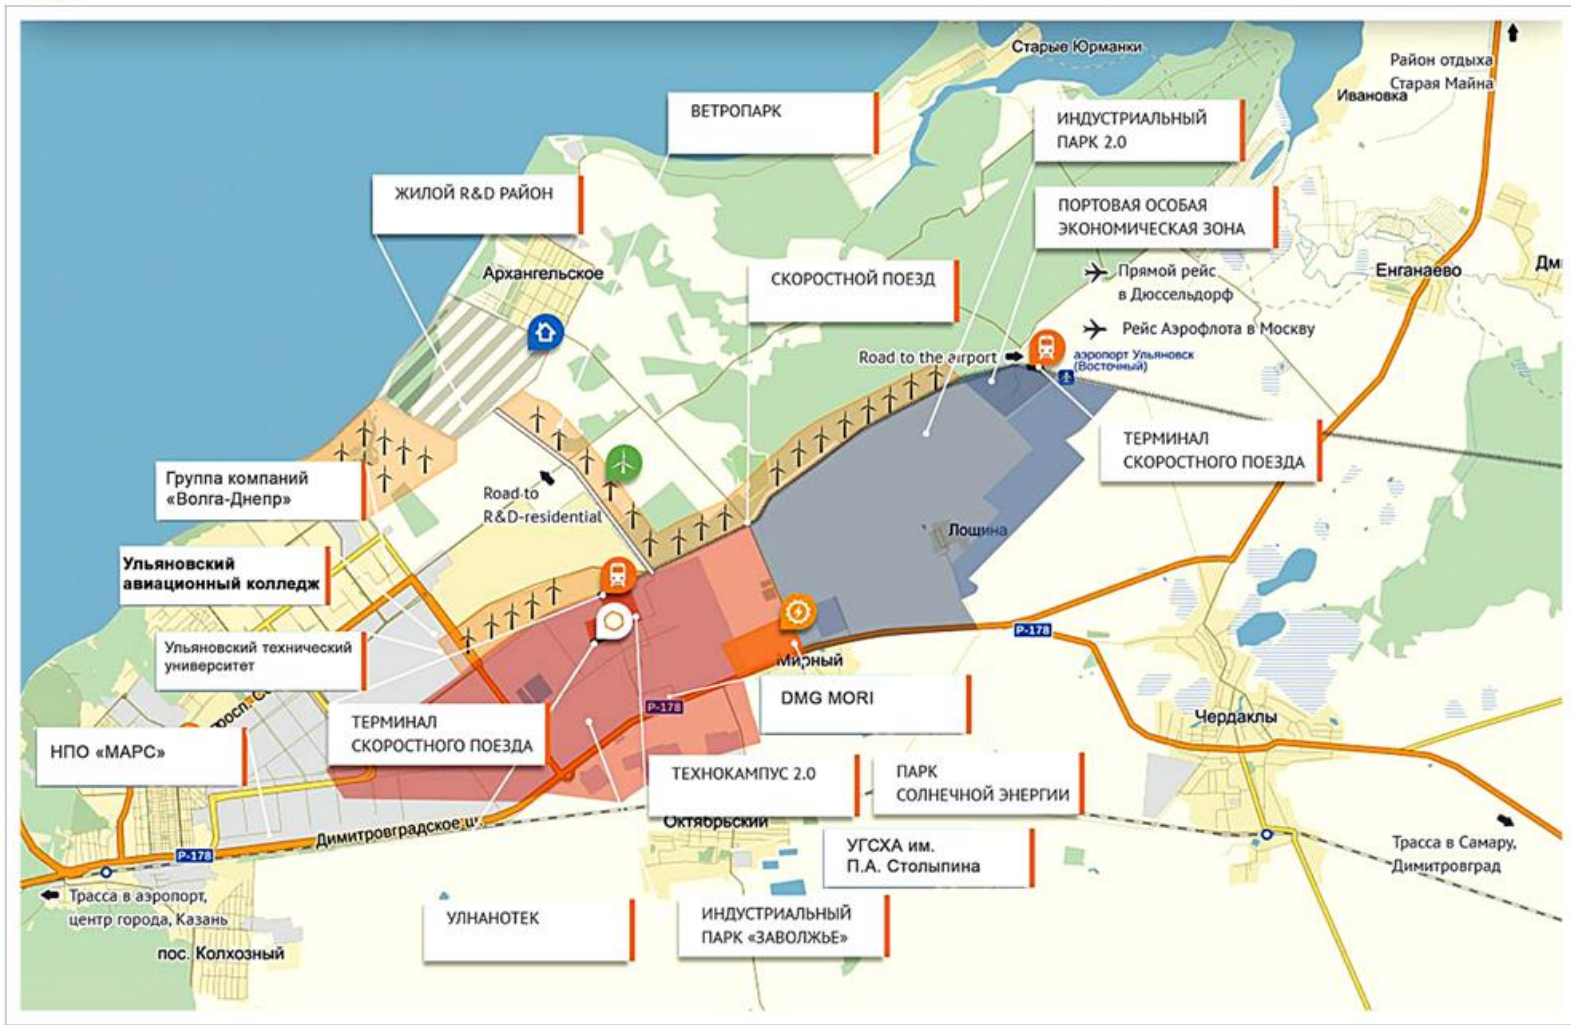 Старые Юрманки
Район отдыха
Старая Майна
Ивановка
ВЕТРОПАРК
ИНДУСТРИАЛЬНЫЙ
ПАРК 2.0
ЖИЛОЙ R&D РАЙОН
ПОРТОВАЯ ОСОБАЯ
ЭКОНОМИЧЕСКАЯ ЗОНА
Архангельское
СКОРОСТНОЙ ПОЕЗД
Прямой рейс
в Дюссельдорф
Енганаево
Дми
Рейс Аэрофлота в Москву
Road to the airport
аэропорт Ульяновск
(Восточный)
ТЕРМИНАЛ
СКОРОСТНОГО ПОЕЗДА
Группа компаний
«Волга-Днепр»
Road to
R&D-residential
Лощина
Ульяновский
авиационный колледж
Ульяновский технический
университет
Р-178
Мирный
DMG MORI
Р-178
просп. Со
ТЕРМИНАЛ
СКОРОСТНОГО ПОЕЗДА
Чердаклы
НПО «МАРС»
ТЕХНОКАМПУС 2.0
ПАРК
СОЛНЕЧНОЙ ЭНЕРГИИ
Октябрьский
Димитровградское ш.
Р-178
УГСХА им.
П.А. Столыпина
Трасса в Самару,
Димитровград
Трасса в аэропорт,
центр города, Казань
УЛНАНОТЕК
ИНДУСТРИАЛЬНЫЙ
ПАРК «ЗАВОЛЖЬЕ»
пос. Колхозный